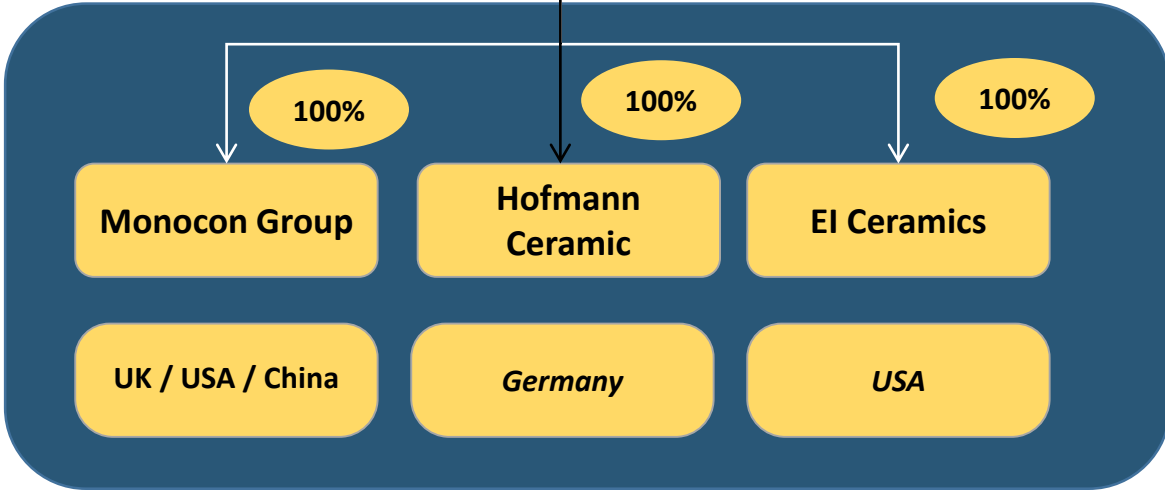 100%
100%
100%
Monocon Group
Hofmann
Ceramic
EI Ceramics
UK / USA / China
Germany
USA